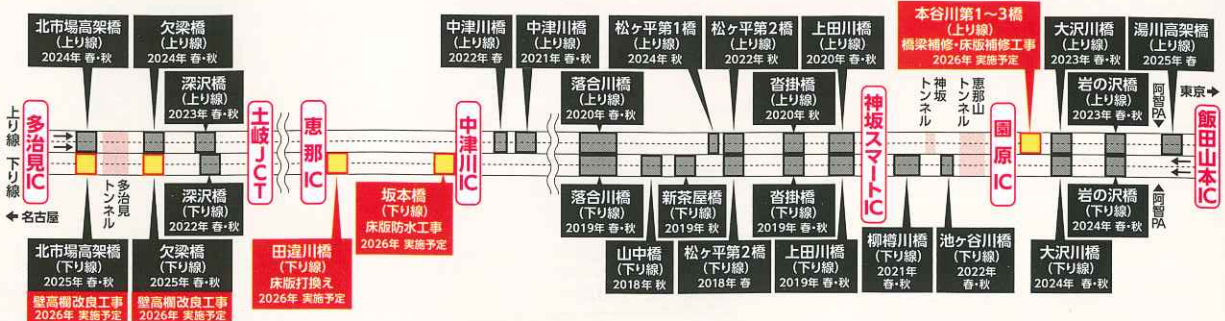 北市場高架橋
(上り線)
2024年 春・秋
欠梁橋
(上り線)
2024年 春・秋
深沢橋
(上り線)
2023年 春・秋
中津川橋
(下り線)
2022年 春
中津川橋
(上り線)
2021年 春・秋
落合川橋
(上り線)
2020年 春・秋
松ヶ平第1橋
(上り線)
2024年 秋
松ヶ平第2橋
(上り線)
2022年 秋
沓掛橋
(上り線)
2020年 秋
上田川橋
(上り線)
2020年 春・秋
本谷川第1〜3橋
(上り線)
橋梁補修・床版補修工事
2026年 実施予定
大沢川橋
(上り線)
2023年 春・秋
岩の沢橋
(上り線)
2023年 春・秋
湯川高架橋
(上り線)
2025年 春
東京→
阿智PA
神坂トンネル
恵那山トンネル
上り線
下り線
多治見IC
多治見トンネル
土岐JCT
恵那IC
中津川IC
神坂スマートIC
園原IC
飯田山本IC
←名古屋
阿智PA
北市場高架橋
(下り線)
2025年 春・秋
壁高欄改良工事
2026年 実施予定
欠梁橋
(下り線)
2025年 春・秋
壁高欄改良工事
2026年 実施予定
深沢橋
(下り線)
2022年 春・秋
田違川橋
(下り線)
床版打換え
2026年 実施予定
坂本橋
(下り線)
床版防水工事
2026年 実施予定
落合川橋
(下り線)
2019年 春・秋
山中橋
(下り線)
2018年 秋
新茶屋橋
(下り線)
2019年 秋
松ヶ平第2橋
(下り線)
2018年 春
沓掛橋
(下り線)
2019年 春・秋
上田川橋
(下り線)
2019年 春・秋
柳樽川橋
(下り線)
2021年
春・秋
池ヶ谷川橋
(下り線)
2022年
春・秋
大沢川橋
(下り線)
2024年 春・秋
岩の沢橋
(下り線)
2024年 春・秋